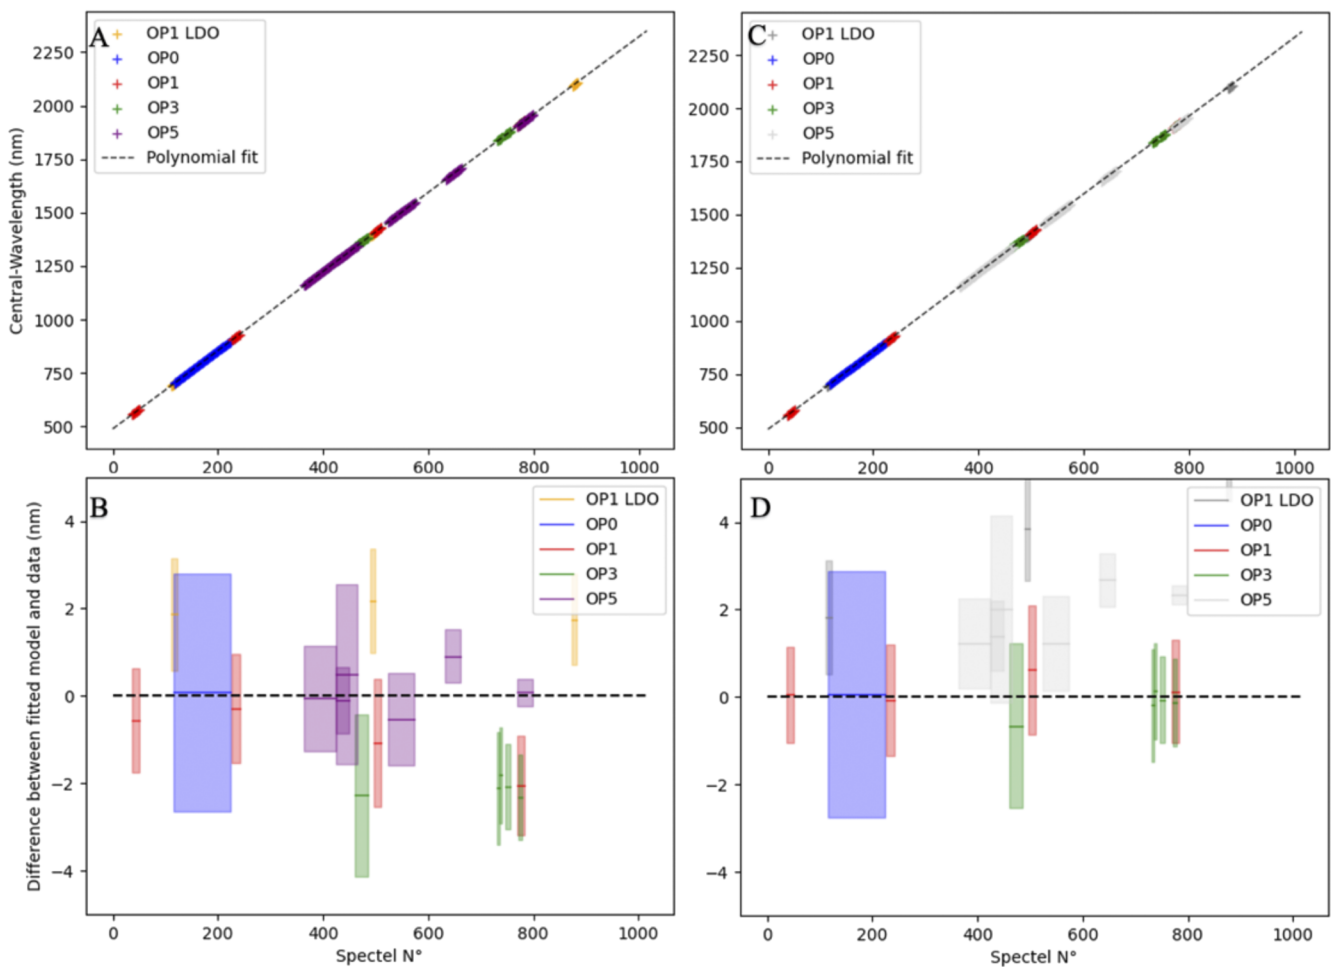 A
OP1 LDO
OP0
OP1
OP3
OP5
Polynomial fit
Central-Wavelength (nm)
2250
2000
1750
1500
1250
1000
750
500
0
200
400
600
800
1000
C
OP1 LDO
OP0
OP1
OP3
OP5
Polynomial fit
2250
2000
1750
1500
1250
1000
750
500
0
200
400
600
800
1000
B
OP1 LDO
OP0
OP1
OP3
OP5
Difference between fitted model and data (nm)
4
2
0
−2
−4
0
200
400
600
800
1000
Spectel N°
D
OP1 LDO
OP0
OP1
OP3
OP5
4
2
0
−2
−4
0
200
400
600
800
1000
Spectel N°